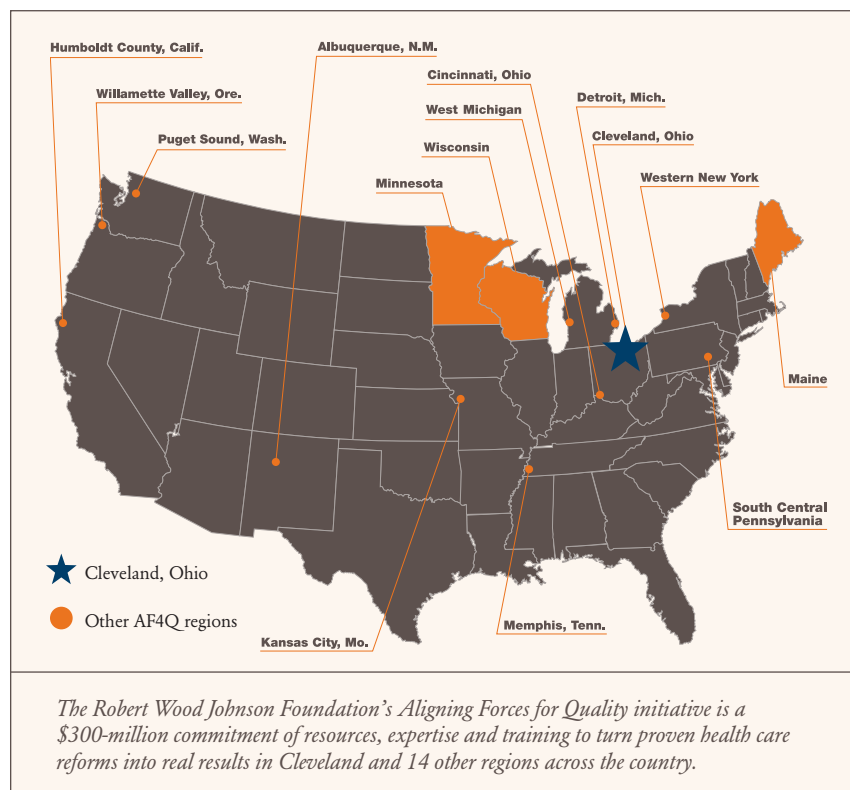 Humboldt County, Calif.
Albuquerque, N.M.
Cincinnati, Ohio
Willamette Valley, Ore.
Detroit, Mich.
West Michigan
Puget Sound, Wash.
Cleveland, Ohio
Wisconsin
Western New York
Minnesota
Maine
South Central
Pennsylvania
Cleveland, Ohio
Other AF4Q regions
Memphis, Tenn.
Kansas City, Mo.
The Robert Wood Johnson Foundation's Aligning Forces for Quality initiative is a
$300-million commitment of resources, expertise and training to turn proven health care
reforms into real results in Cleveland and 14 other regions across the country.